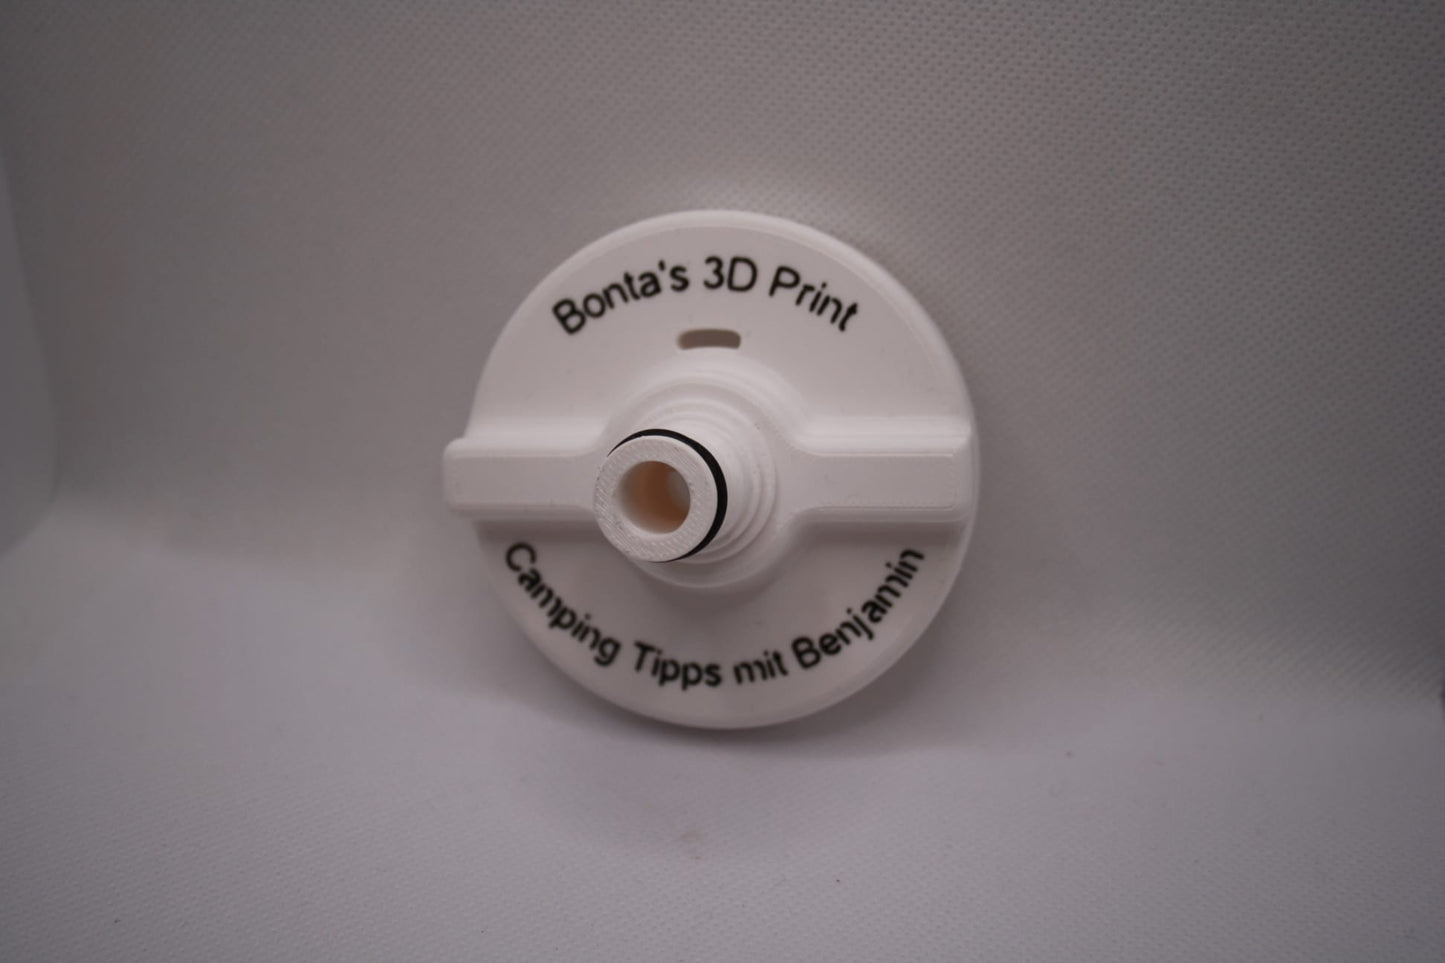 Bonta's 3D Print
Camping Tipps mit Benjamin